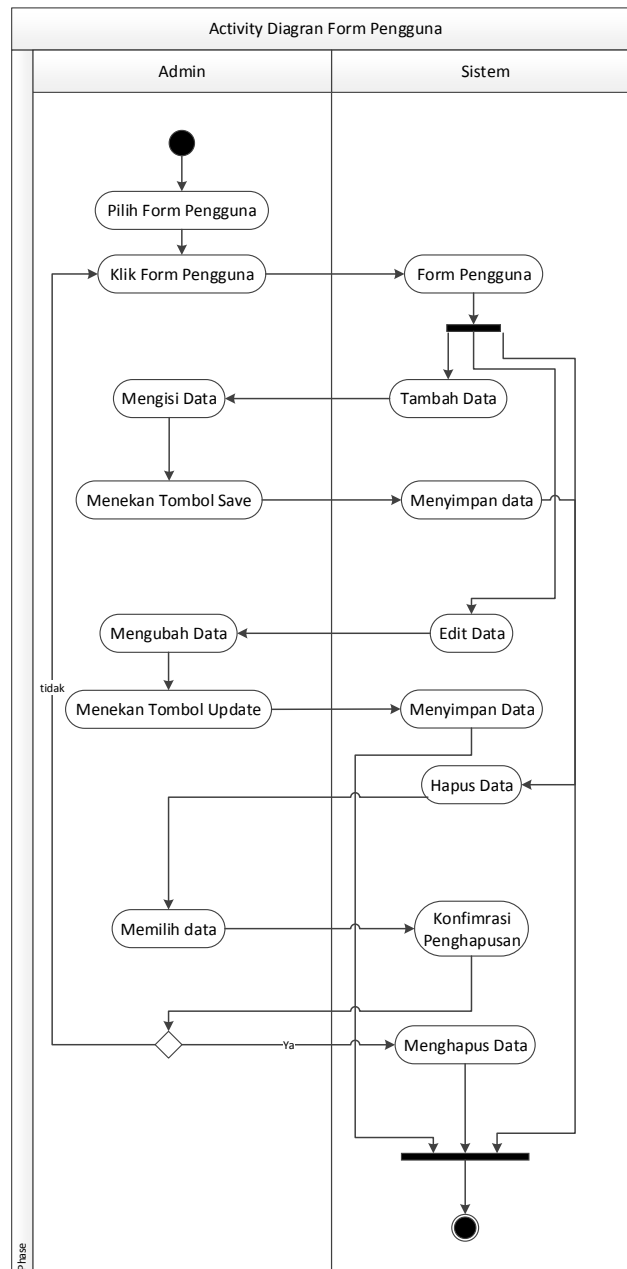 Activity Diagran Form Pengguna
Admin
Sistem
Pilih Form Pengguna
Klik Form Pengguna
Form Pengguna
Mengisi Data
Tambah Data
Menekan Tombol Save
Menyimpan data
Mengubah Data
Edit Data
tidak
Menekan Tombol Update
Menyimpan Data
Hapus Data
Memilih data
Konfimrasi
Penghapusan
Ya
Menghapus Data
Phase